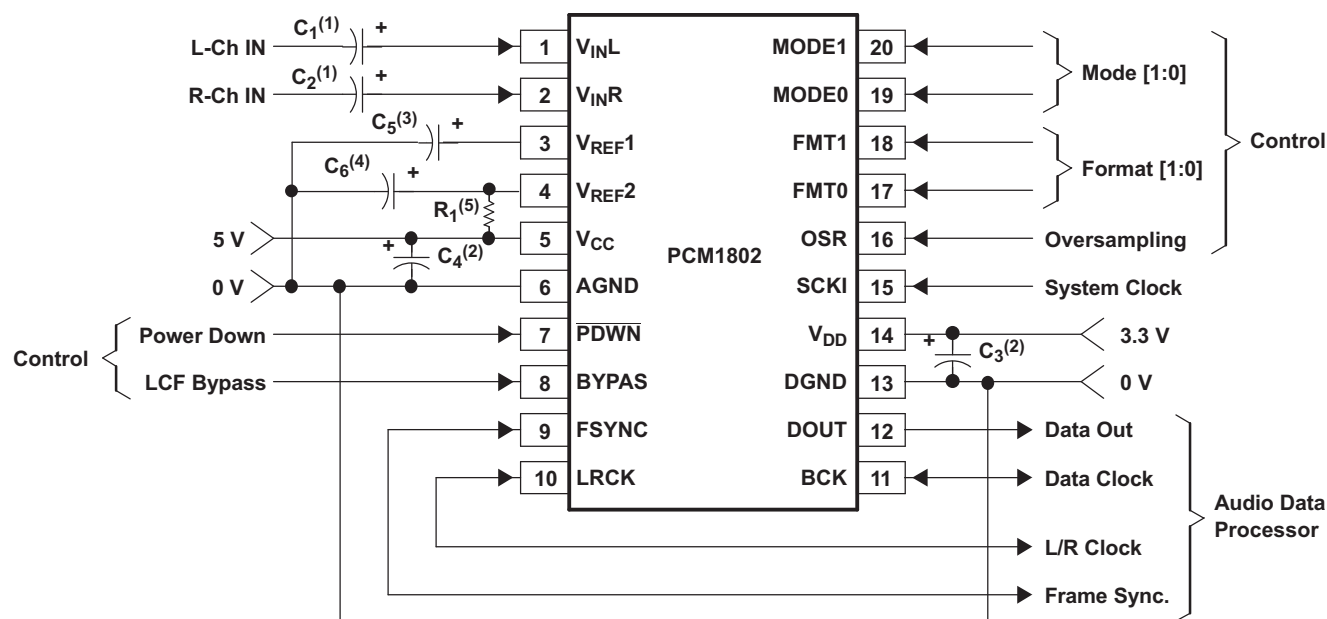 C1(1) +
L-Ch IN 1 VINL MODE1 20
Mode [1:0]
C2(1) +
R-Ch IN 2 VINR MODE0 19
C5(3) +
3 VREF1 FMT1 18
Control
C6(4) +
Format [1:0]
4 VREF2 FMT0 17
R1(5)
5 V + 5 VCC OSR 16 Oversampling
C4(2)
PCM1802
0 V 6 AGND SCKI 15 System Clock
Control
Power Down 7 PDWN VDD 14 + 3.3 V
C3(2)
LCF Bypass 8 BYPAS DGND 13 0 V
9 FSYNC DOUT 12 Data Out
10 LRCK BCK 11 Data Clock
Audio Data
Processor
L/R Clock
Frame Sync.